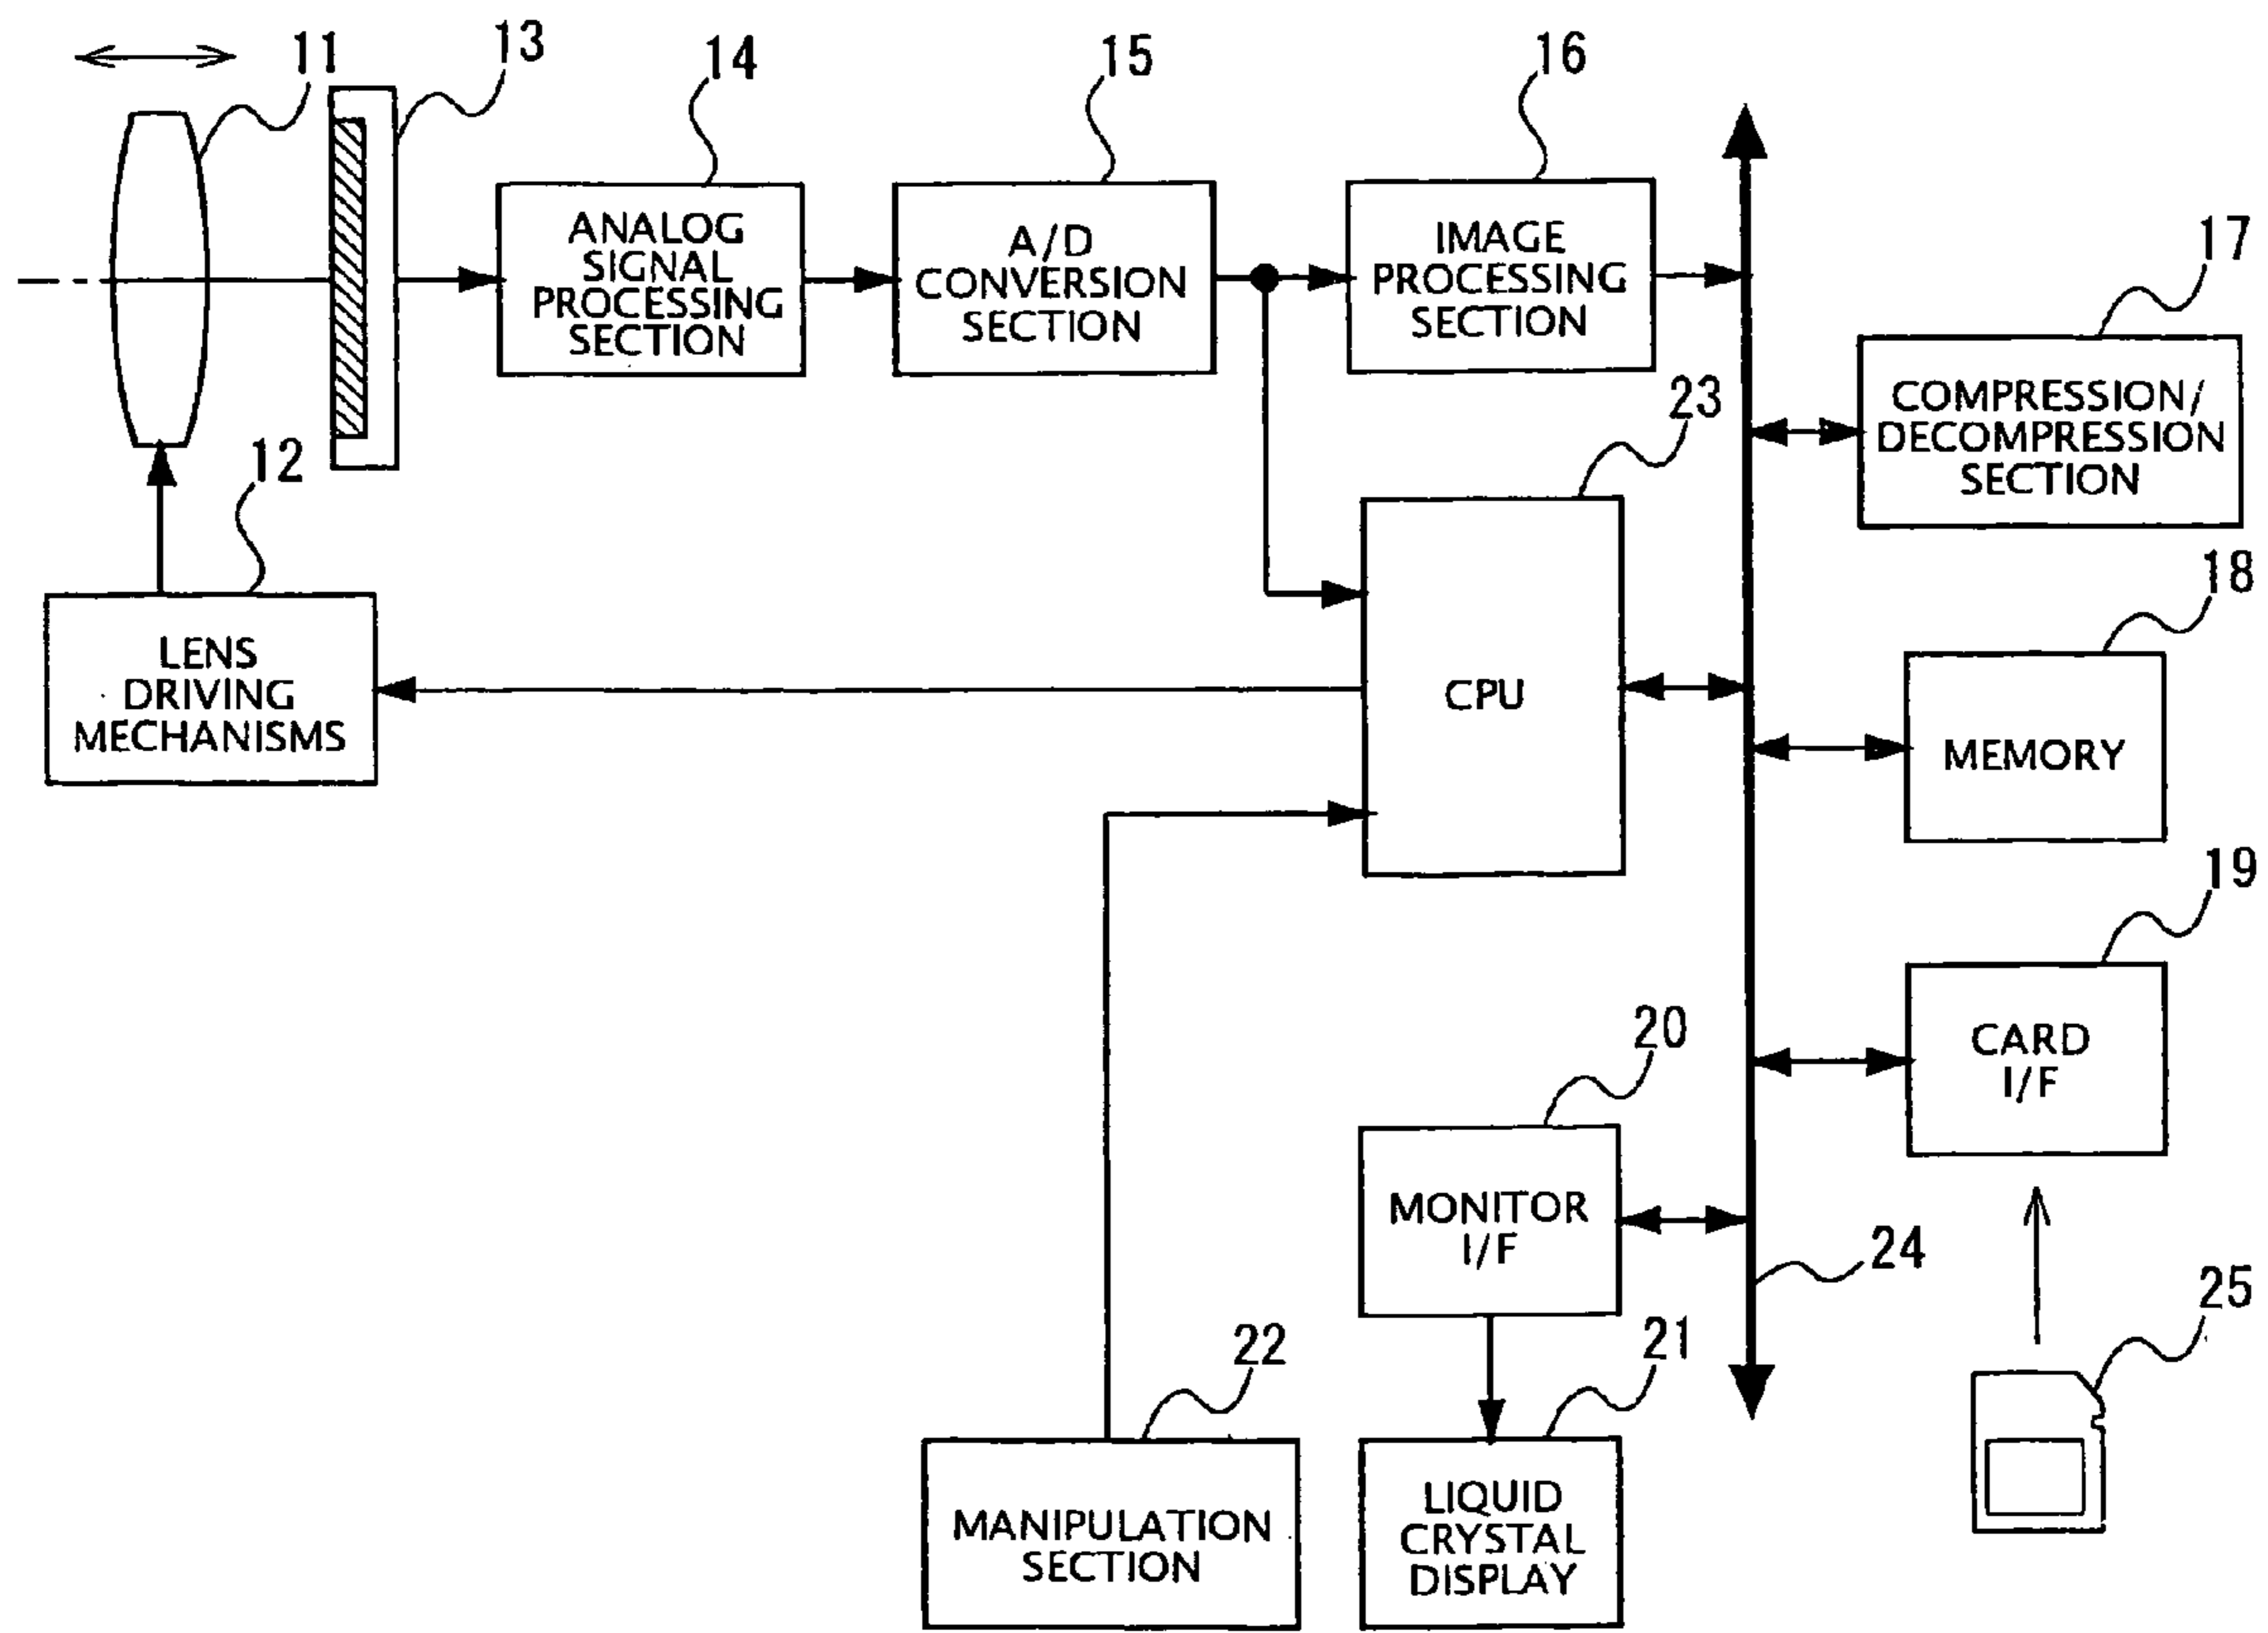 11
13
14
15
16
ANALOG
SIGNAL
PROCESSING
SECTION
A/D
CONVERSION
SECTION
IMAGE
PROCESSING
SECTION
17
COMPRESSION/
DECOMPRESSION
SECTION
12
23
LENS
DRIVING
MECHANISMS
CPU
18
MEMORY
19
CARD
I/F
20
MONITOR
I/F
24
25
22
21
MANIPULATION
SECTION
LIQUID
CRYSTAL
DISPLAY